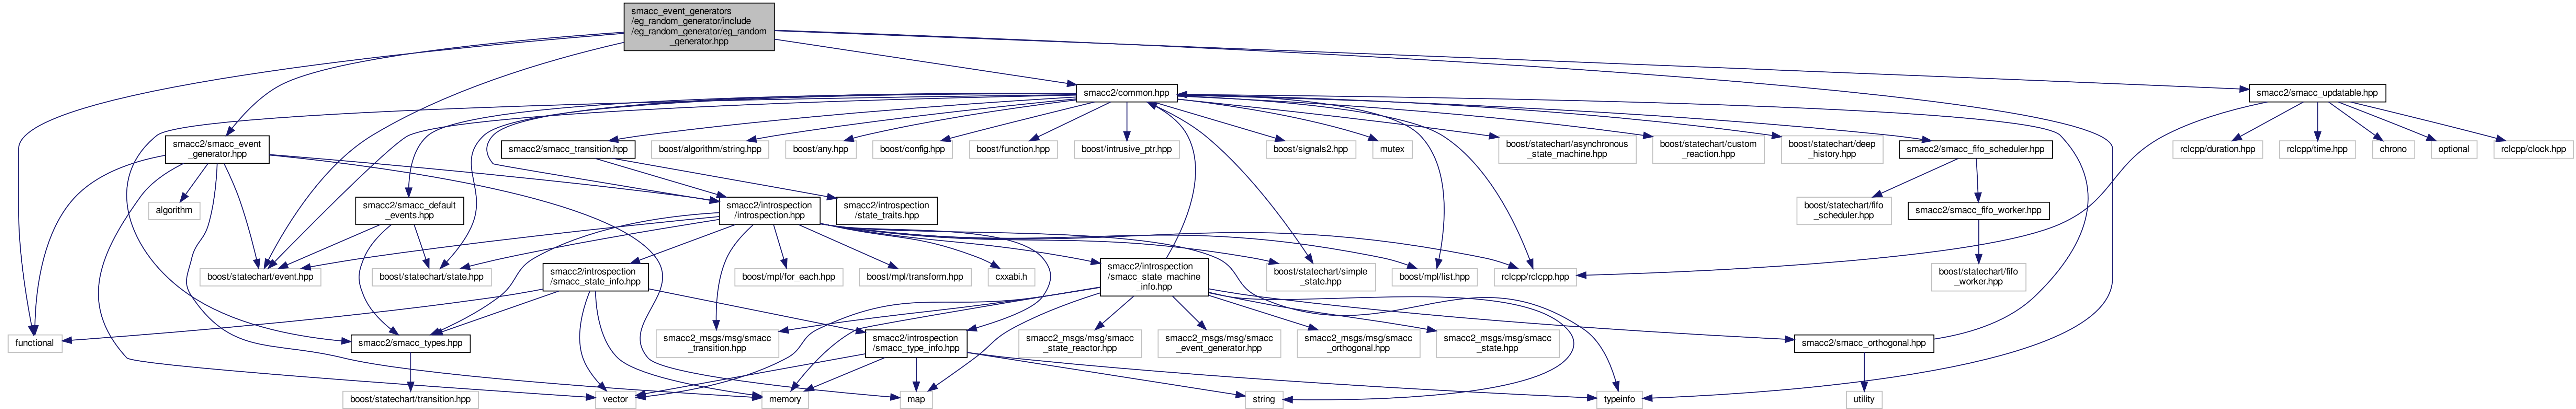 smacc_event_generators
/eg_random_generator/include
/eg_random_generator/eg_random
_generator.hpp
smacc2/common.hpp
smacc2/smacc_updatable.hpp
smacc2/smacc_event
_generator.hpp
smacc2/smacc_transition.hpp
boost/algorithm/string.hpp
boost/any.hpp
boost/config.hpp
boost/function.hpp
boost/intrusive_ptr.hpp
boost/signals2.hpp
mutex
boost/statechart/asynchronous
_state_machine.hpp
boost/statechart/custom
_reaction.hpp
boost/statechart/deep
_history.hpp
smacc2/smacc_fifo_scheduler.hpp
rclcpp/duration.hpp
rclcpp/time.hpp
chrono
optional
rclcpp/clock.hpp
algorithm
smacc2/smacc_default
_events.hpp
smacc2/introspection
/introspection.hpp
smacc2/introspection
/state_traits.hpp
boost/statechart/fifo
_scheduler.hpp
smacc2/smacc_fifo_worker.hpp
boost/statechart/event.hpp
boost/statechart/state.hpp
smacc2/introspection
/smacc_state_info.hpp
boost/mpl/for_each.hpp
boost/mpl/transform.hpp
cxxabi.h
smacc2/introspection
/smacc_state_machine
_info.hpp
boost/statechart/simple
_state.hpp
boost/mpl/list.hpp
rclcpp/rclcpp.hpp
boost/statechart/fifo
_worker.hpp
functional
smacc2/smacc_types.hpp
smacc2_msgs/msg/smacc
_transition.hpp
smacc2/introspection
/smacc_type_info.hpp
smacc2_msgs/msg/smacc
_state_reactor.hpp
smacc2_msgs/msg/smacc
_event_generator.hpp
smacc2_msgs/msg/smacc
_orthogonal.hpp
smacc2_msgs/msg/smacc
_state.hpp
smacc2/smacc_orthogonal.hpp
boost/statechart/transition.hpp
vector
memory
map
string
typeinfo
utility